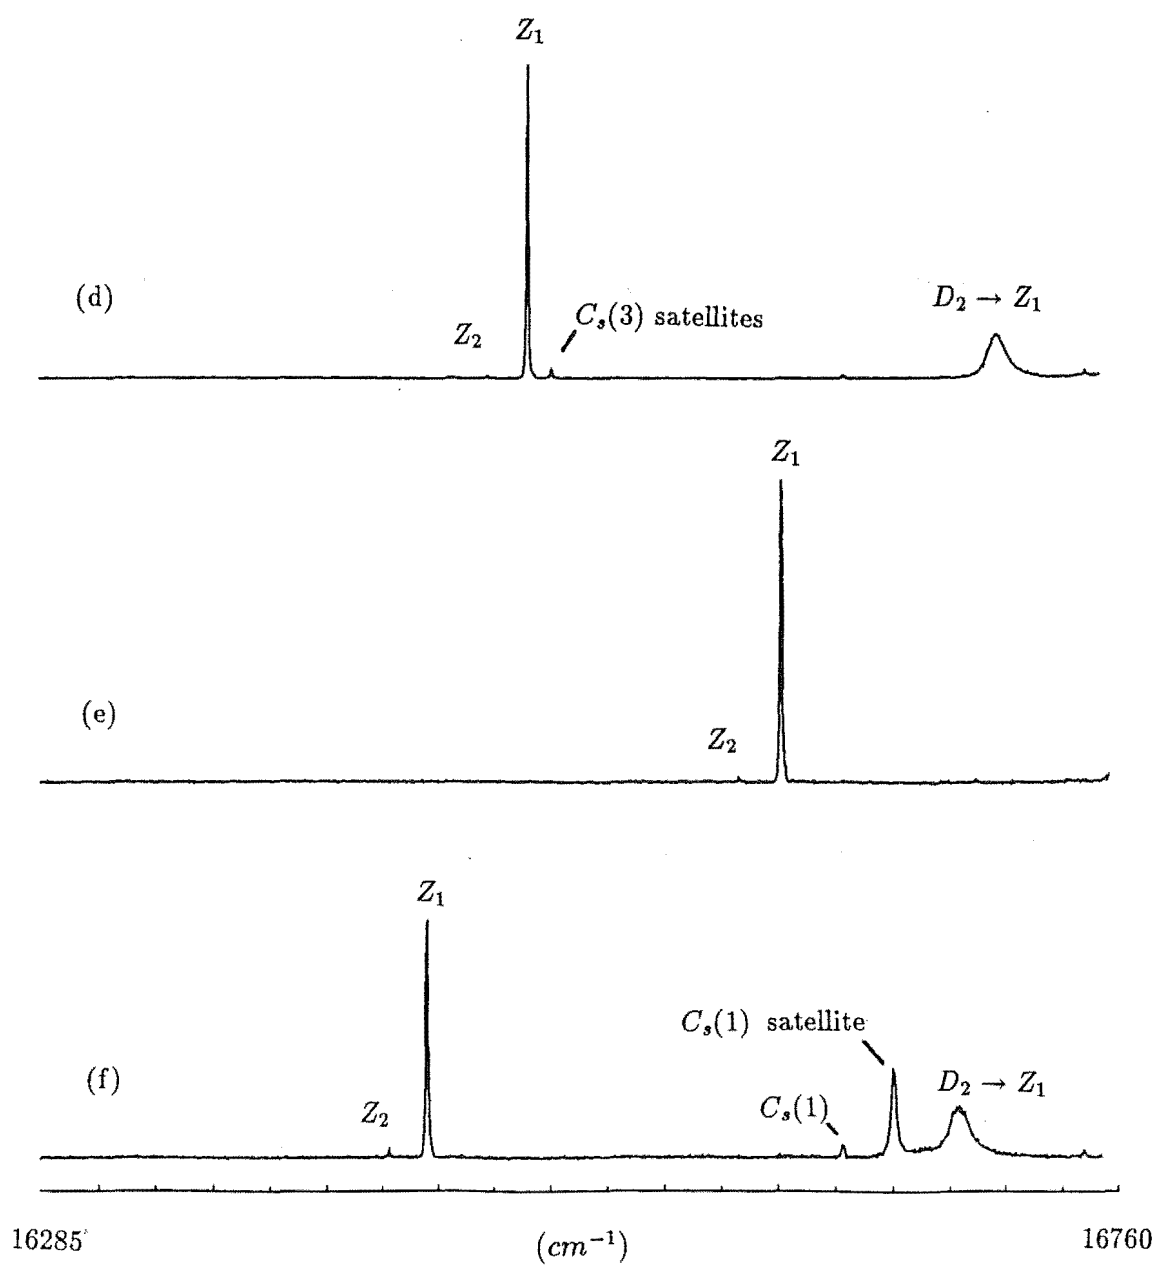 Z₁
(d)
Z₂
Cₛ(3) satellites
D₂ → Z₁
Z₁
(e)
Z₂
Z₁
(f)
Z₂
Cₛ(1) satellite
Cₛ(1)
D₂ → Z₁
16285
(cm⁻¹)
16760